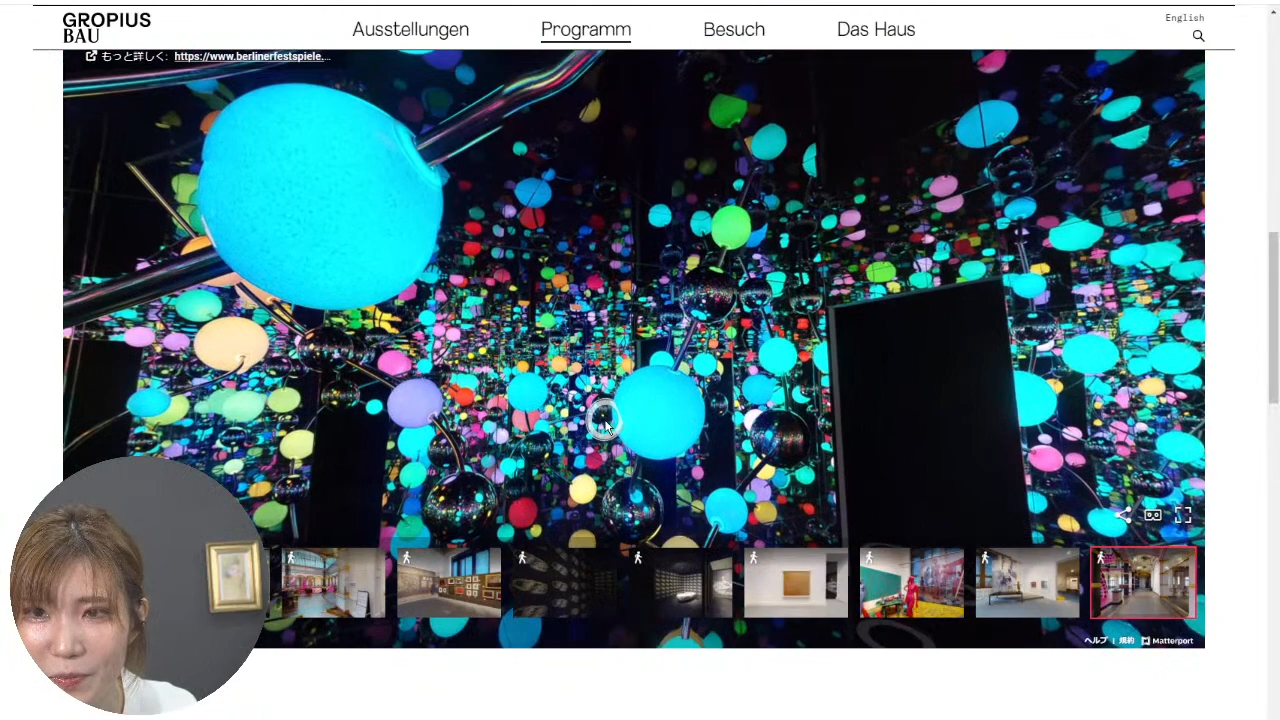 GROPIUS
BAU
Ausstellungen
Programm
Besuch
Das Haus
English
もっと詳しく: https://www.berlinerfestspiele....
ヘルプ | 規約 Matterport